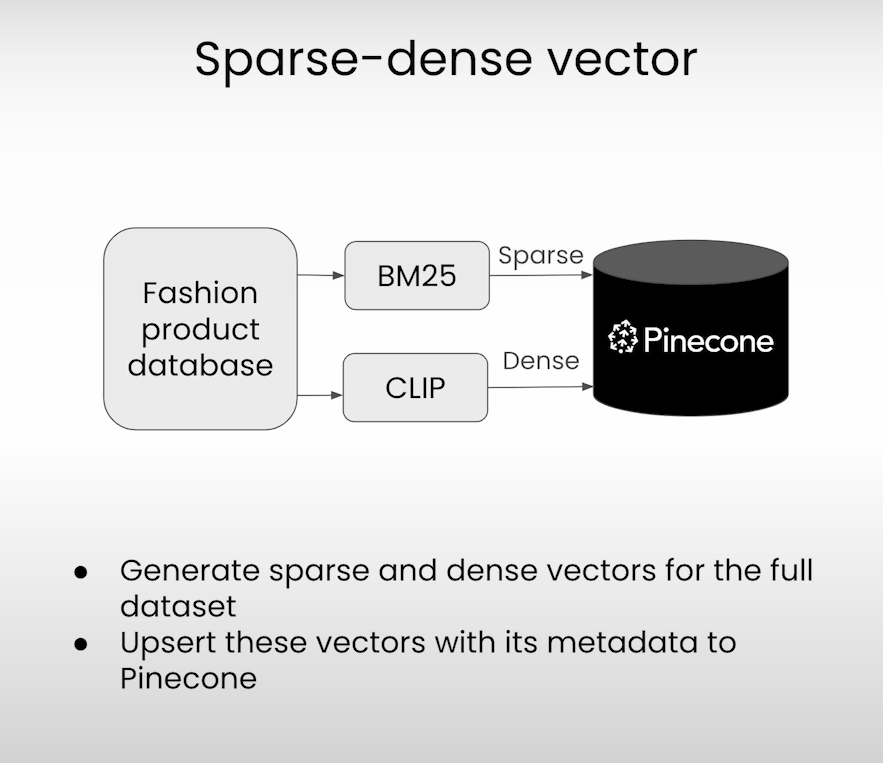 Sparse-dense vector
Fashion
product
database
BM25
Sparse
CLIP
Dense
Pinecone
● Generate sparse and dense vectors for the full
dataset
● Upsert these vectors with its metadata to
Pinecone